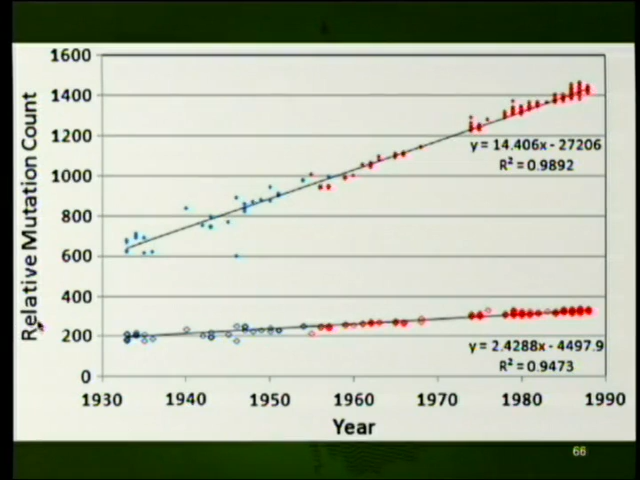 1600
1400
1200
1000
800
600
400
200
0
Relative Mutation Count
y = 14.406x - 27206
R² = 0.9892
y = 2.4288x - 4497.9
R² = 0.9473
1930 1940 1950 1960 1970 1980 1990
Year
66